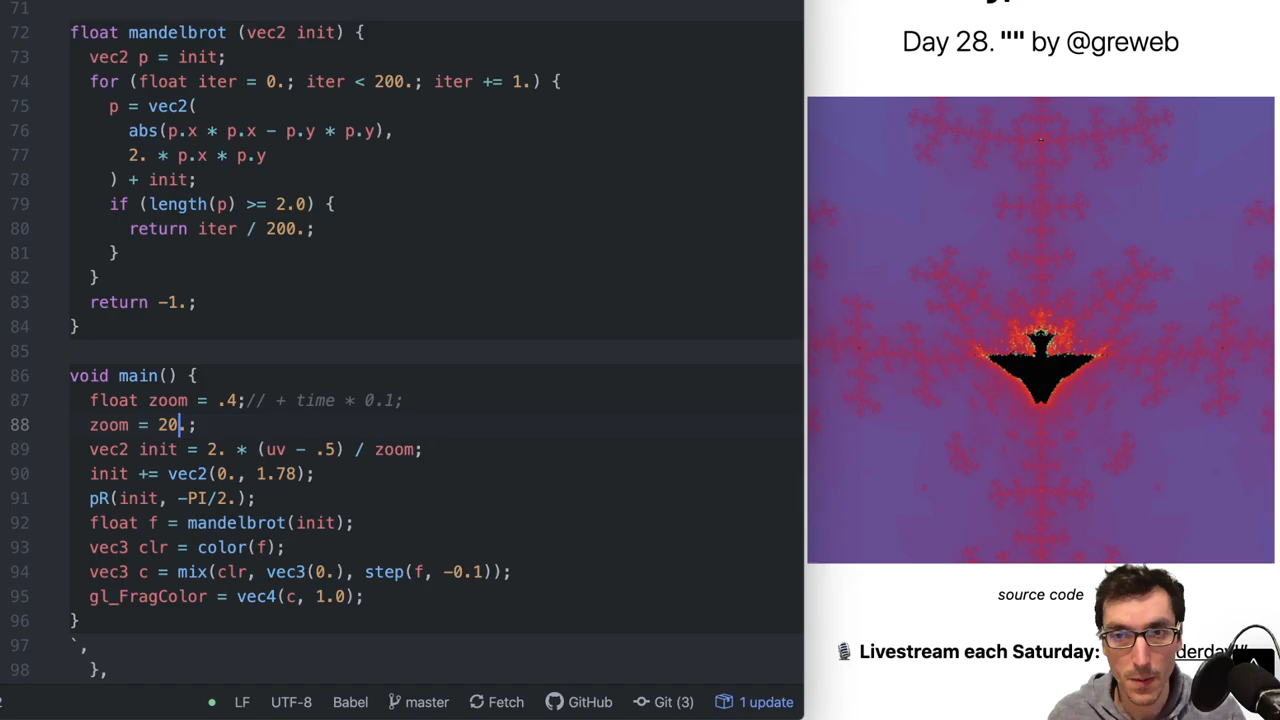 71
72 float mandelbrot (vec2 init) {
73 vec2 p = init;
74 for (float iter = 0.; iter < 200.; iter += 1.) {
75 p = vec2(
76 abs(p.x * p.x - p.y * p.y),
77 2. * p.x * p.y
78 ) + init;
79 if (length(p) >= 2.0) {
80 return iter / 200.;
81 }
82 }
83 return -1.;
84 }
85
86 void main() {
87 float zoom = .4;// + time * 0.1;
88 zoom = 20.;
89 vec2 init = 2. * (uv - .5) / zoom;
90 init += vec2(0., 1.78);
91 pR(init, -PI/2.);
92 float f = mandelbrot(init);
93 vec3 clr = color(f);
94 vec3 c = mix(clr, vec3(0.), step(f, -0.1));
95 gl_FragColor = vec4(c, 1.0);
96 }
97 `,
98 },
LF UTF-8 Babel master Fetch GitHub Git (3) 1 update
Day 28. "" by @greweb
source code
Livestream each Saturday: